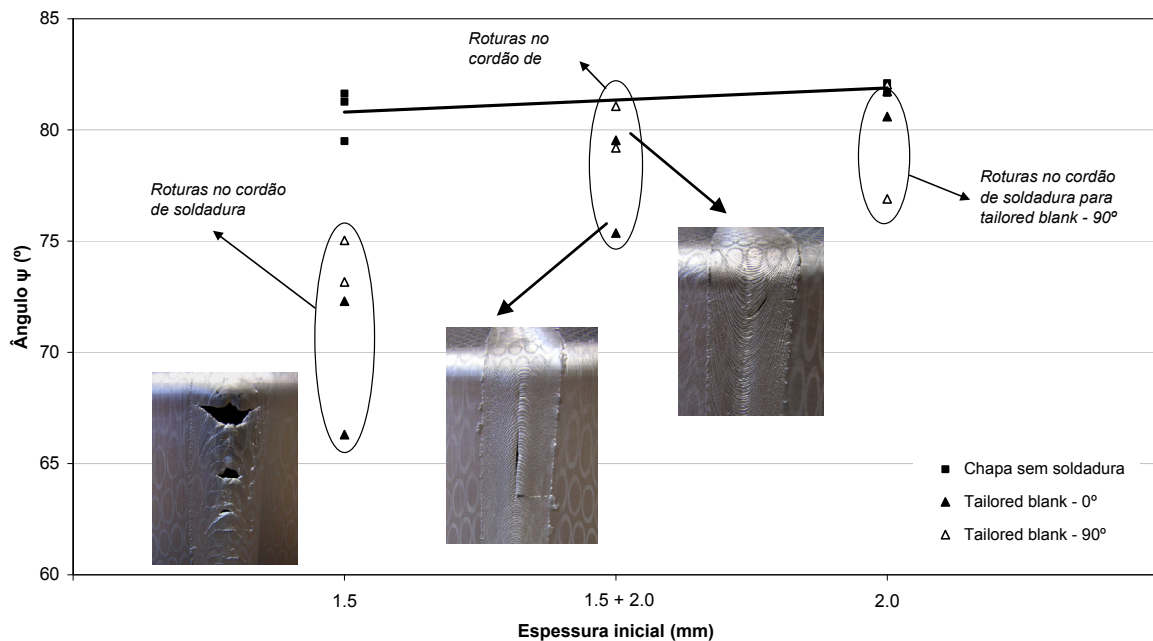 85
80
75
70
65
60
Ângulo ψ (º)
Roturas no
cordão de
Roturas no cordão
de soldadura
Roturas no cordão
de soldadura para
tailored blank - 90º
Chapa sem soldadura
Tailored blank - 0º
Tailored blank - 90º
1.5
1.5 + 2.0
2.0
Espessura inicial (mm)